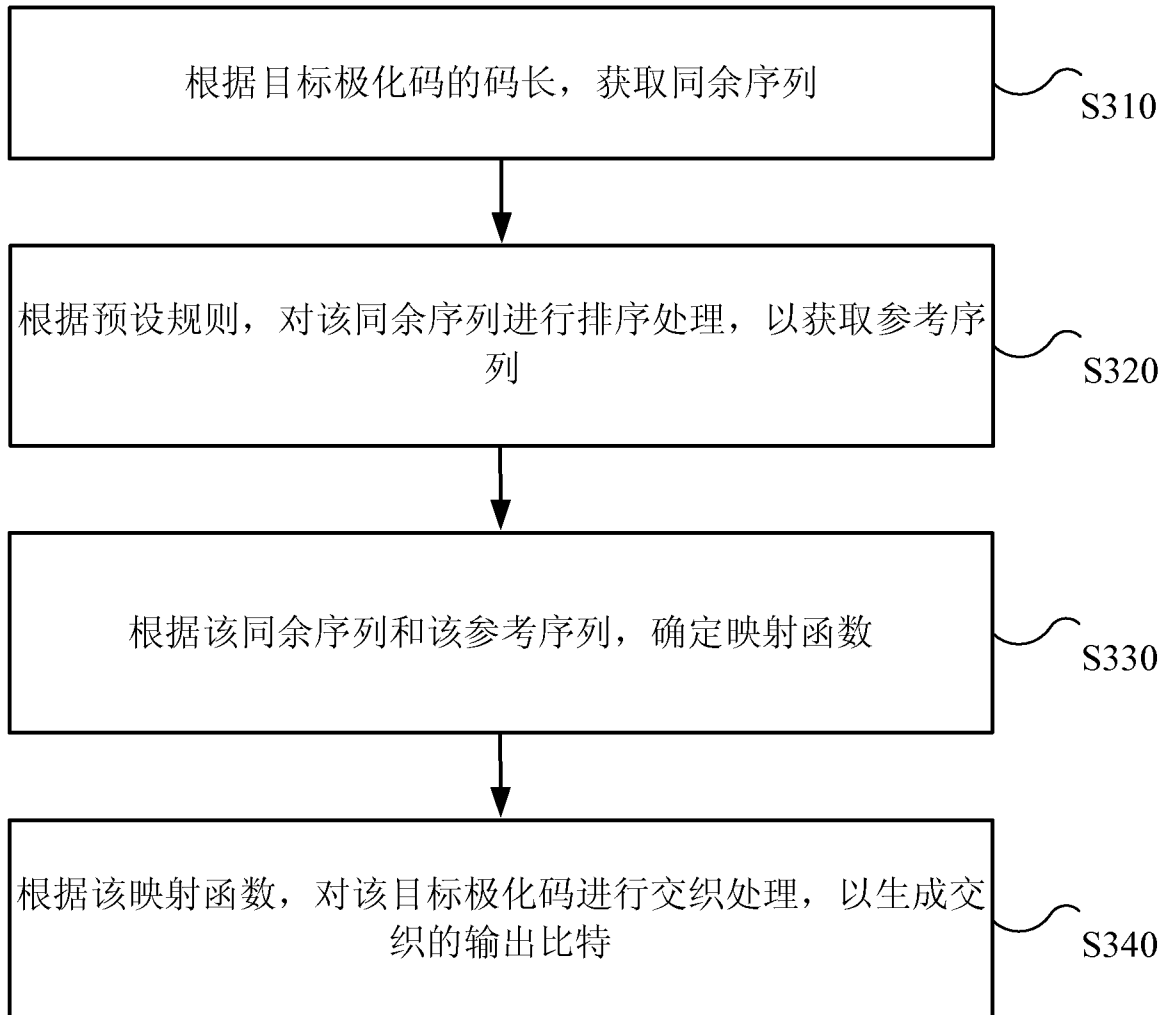 根据目标极化码的码长，获取同余序列
S310
根据预设规则，对该同余序列进行排序处理，以获取参考序
列
S320
根据该同余序列和该参考序列，确定映射函数
S330
根据该映射函数，对该目标极化码进行交织处理，以生成交
织的输出比特
S340